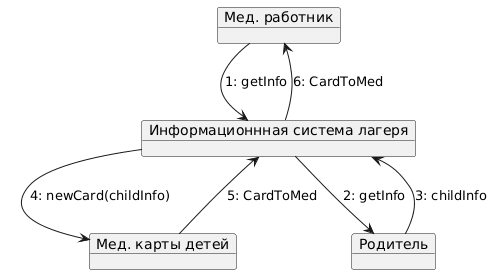 Мед. работник
1: getInfo
6: CardToMed
Информационнная система лагеря
4: newCard(childInfo)
5: CardToMed
2: getInfo
3: childInfo
Мед. карты детей
Родитель